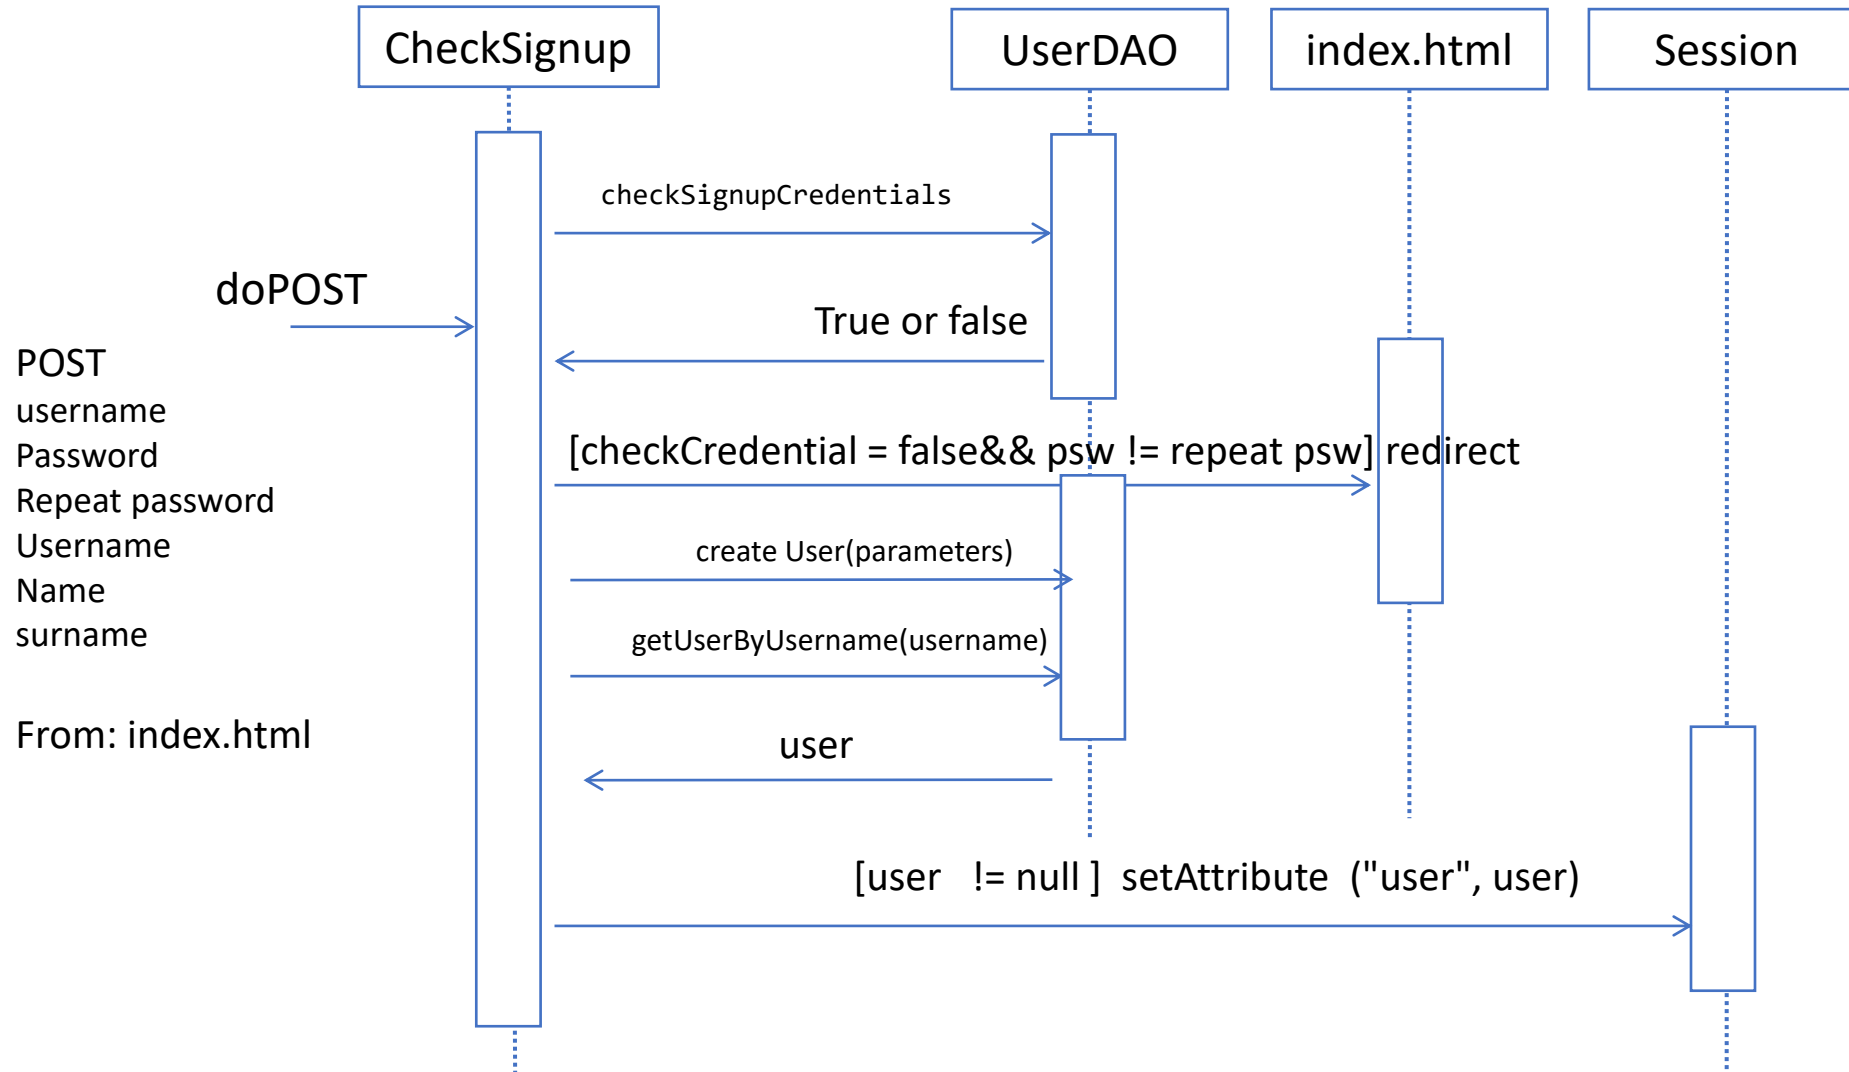 CheckSignup
UserDAO
index.html
Session
checkSignupCredentials
doPOST
True or false
POST
username
Password
Repeat password
Username
Name
surname
From: index.html
[checkCredential = false&& psw != repeat psw] redirect
create User(parameters)
getUserByUsername(username)
user
[user != null ] setAttribute ("user", user)